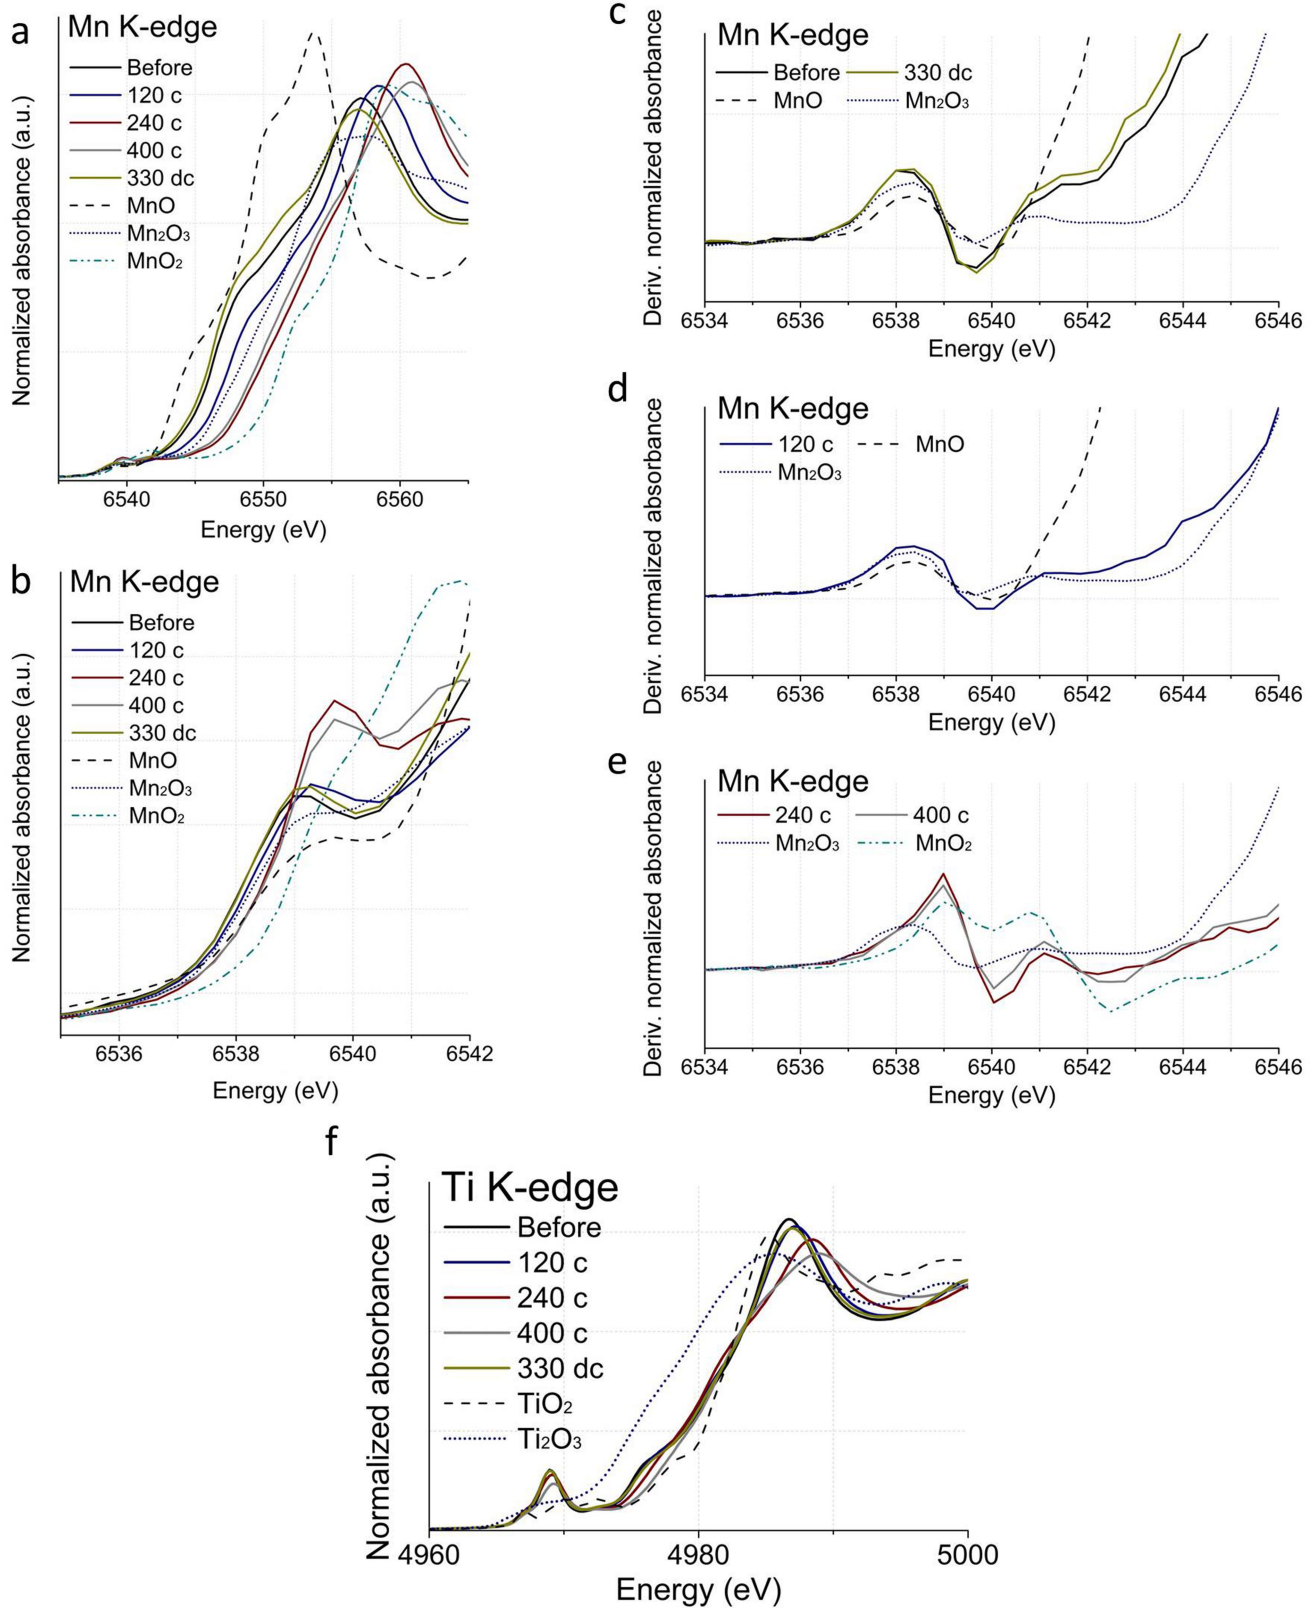 a
Mn K-edge
Before
120 c
240 c
400 c
330 dc
MnO
Mn₂O₃
MnO₂
Normalized absorbance (a.u.)
6540 6550 6560
Energy (eV)
b
Mn K-edge
Before
120 c
240 c
400 c
330 dc
MnO
Mn₂O₃
MnO₂
Normalized absorbance (a.u.)
6536 6538 6540 6542
Energy (eV)
c
Mn K-edge
Before 330 dc
MnO Mn₂O₃
Deriv. normalized absorbance
6534 6536 6538 6540 6542 6544 6546
Energy (eV)
d
Mn K-edge
120 c MnO
Mn₂O₃
Deriv. normalized absorbance
6534 6536 6538 6540 6542 6544 6546
Energy (eV)
e
Mn K-edge
240 c 400 c
Mn₂O₃ MnO₂
Deriv. normalized absorbance
6534 6536 6538 6540 6542 6544 6546
Energy (eV)
f
Ti K-edge
Before
120 c
240 c
400 c
330 dc
TiO₂
Ti₂O₃
Normalized absorbance (a.u.)
4960 4980 5000
Energy (eV)